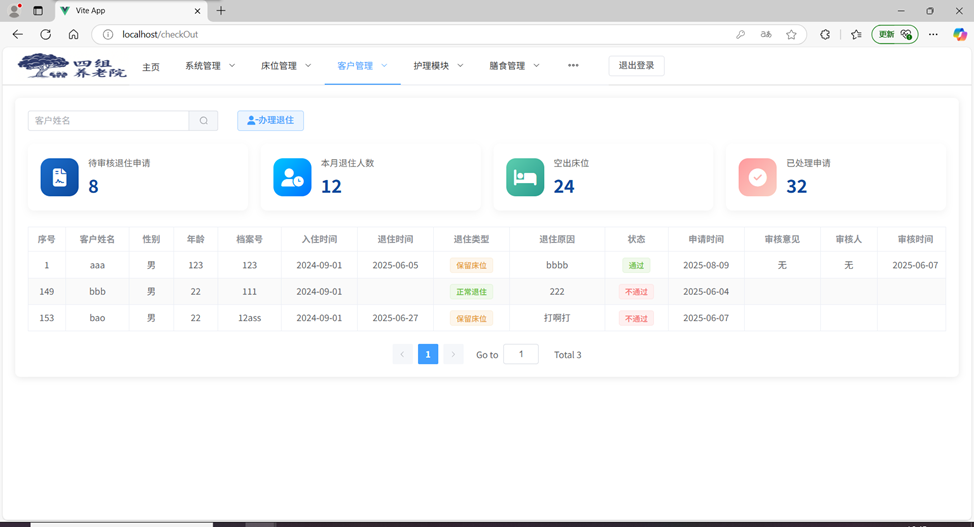 Vite App
localhost/checkOut
更新
四组
养老院
主页 系统管理 床位管理 客户管理 护理模块 膳食管理 ••• 退出登录
客户姓名 办理退住
待审核退住申请
8
本月退住人数
12
空出床位
24
已处理申请
32
序号 客户姓名 性别 年龄 档案号 入住时间 退住时间 退住类型 退住原因 状态 申请时间 审核意见 审核人 审核时间
1 aaa 男 123 123 2024-09-01 2025-06-05 保留床位 bbbb 通过 2025-08-09 无 无 2025-06-07
149 bbb 男 22 111 2024-09-01 正常退住 222 不通过 2025-06-04
153 bao 男 22 12ass 2024-09-01 2025-06-27 保留床位 打啊打 不通过 2025-06-07
1 Go to 1 Total 3